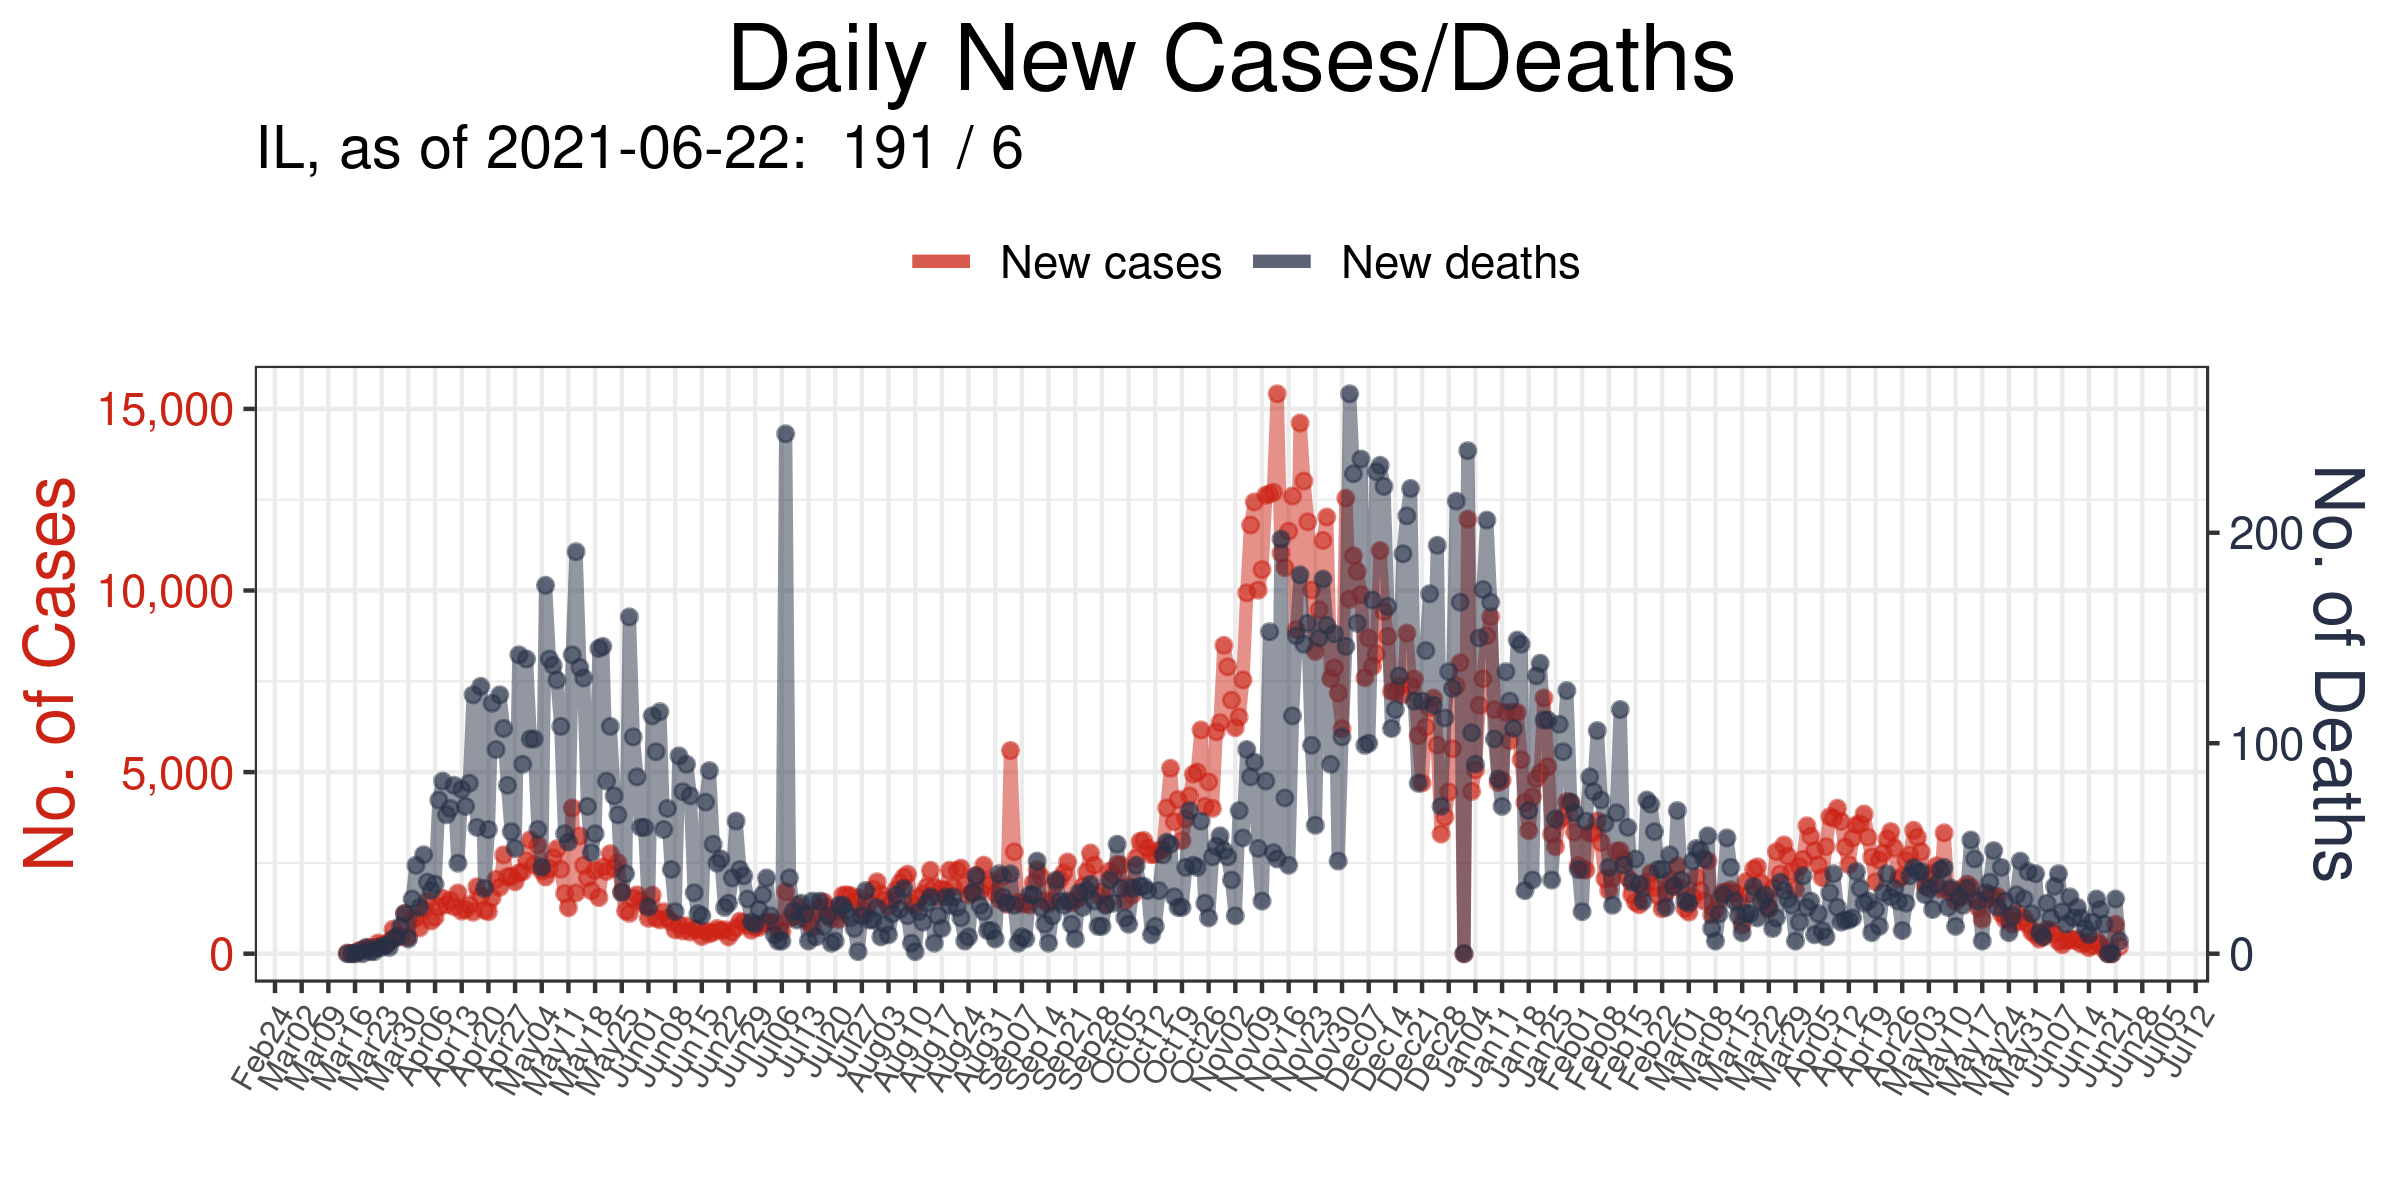 Daily New Cases/Deaths
IL, as of 2021-06-22: 191 / 6
New cases New deaths
No. of Cases
15,000
10,000
5,000
0
200
100
0
No. of Deaths
Feb24 Mar02 Mar09 Mar16 Mar23 Mar30 Apr06 Apr13 Apr20 Apr27 May04 May11 May18 May25 Jun01 Jun08 Jun15 Jun22 Jun29 Jul06 Jul13 Jul20 Jul27 Aug03 Aug10 Aug17 Aug24 Aug31 Sep07 Sep14 Sep21 Sep28 Oct05 Oct12 Oct19 Oct26 Nov02 Nov09 Nov16 Nov23 Nov30 Dec07 Dec14 Dec21 Dec28 Jan04 Jan11 Jan18 Jan25 Feb01 Feb08 Feb15 Feb22 Mar01 Mar08 Mar15 Mar22 Mar29 Apr05 Apr12 Apr19 Apr26 May03 May10 May17 May24 May31 Jun07 Jun14 Jun21 Jun28 Jul05 Jul12